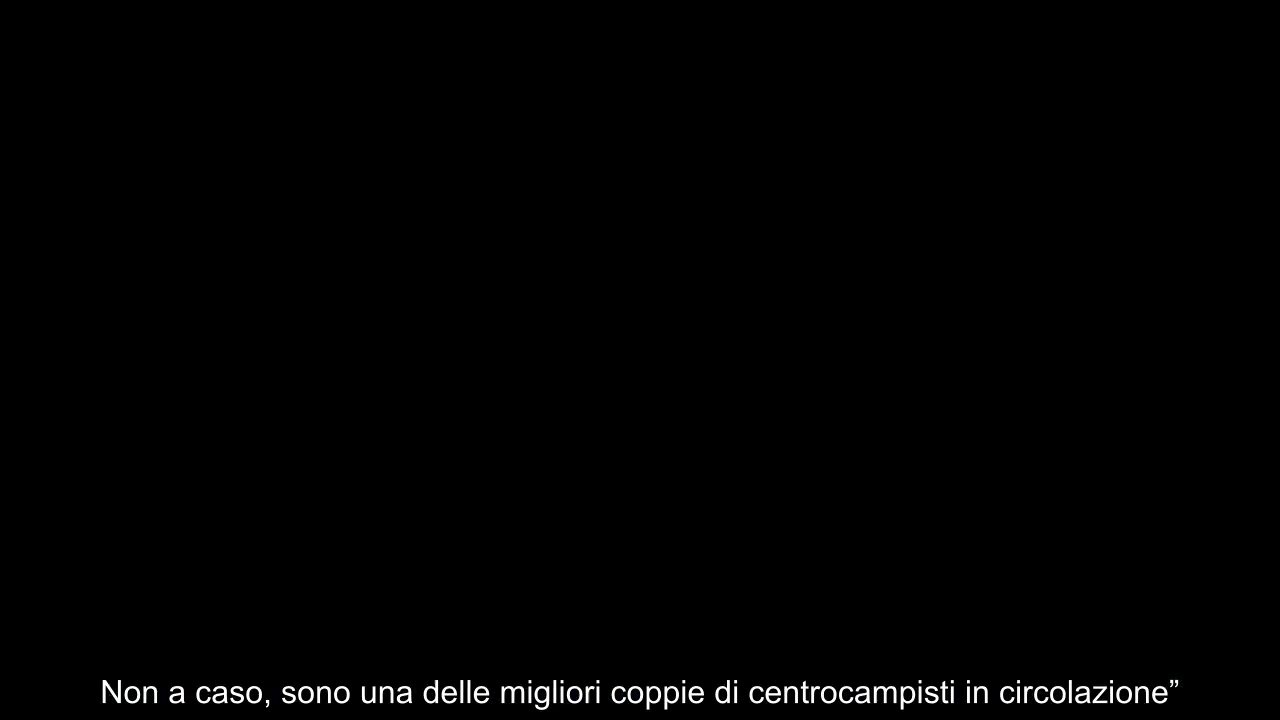 Non a caso, sono una delle migliori coppie di centrocampisti in circolazione”